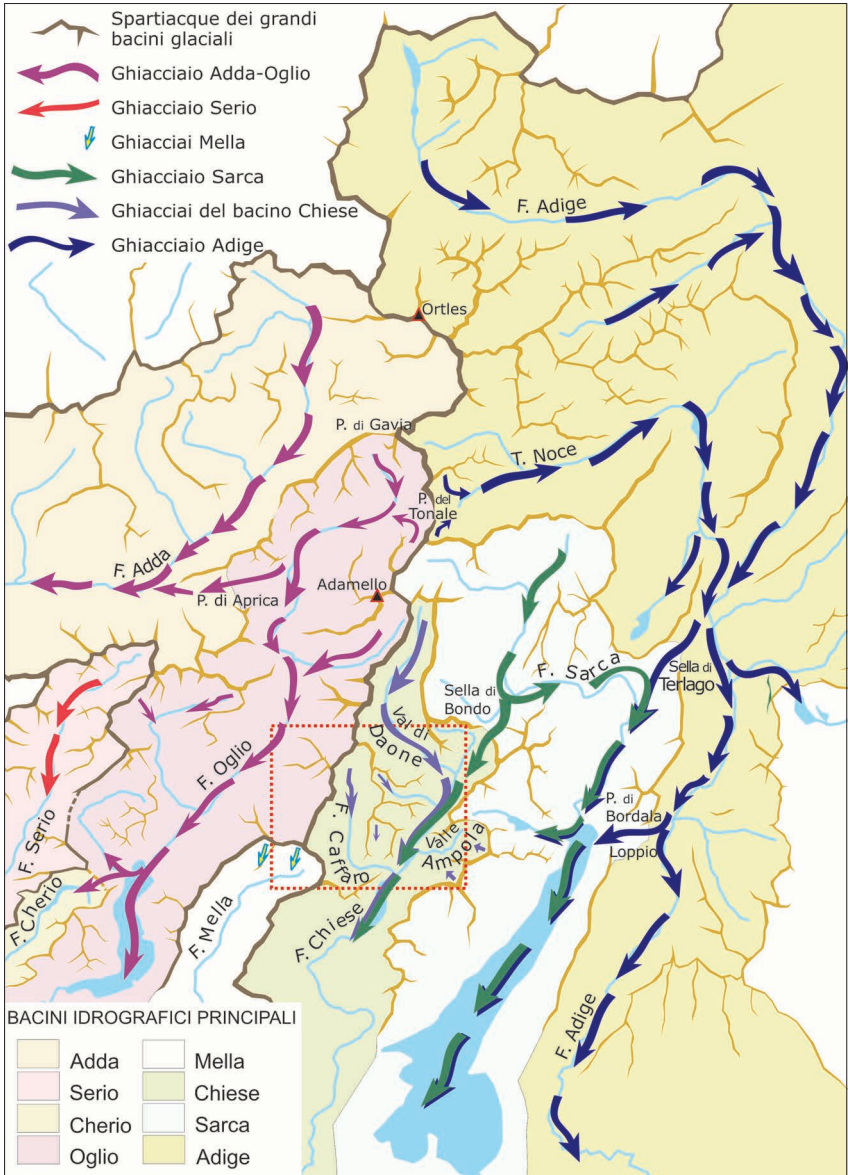 Spartiacque dei grandi
bacini glaciali
Ghiacciaio Adda-Oglio
Ghiacciaio Serio
Ghiacciai Mella
Ghiacciaio Sarca
Ghiacciai del bacino Chiese
Ghiacciaio Adige
F. Adige
Ortles
P. di Gavia
T. Noce
P. del
Tonale
F. Adda
P. di Aprica
Adamello
F. Sarca
Sella di
Terlago
Sella di
Bondo
Val di
Daone
F. Oglio
P. di
Bordala
Loppio
F. Serio
F. Caffaro
Valle
Ampola
F. Cherio
F. Mella
F. Chiese
F. Adige
BACINI IDROGRAFICI PRINCIPALI
Adda
Serio
Cherio
Oglio
Mella
Chiese
Sarca
Adige